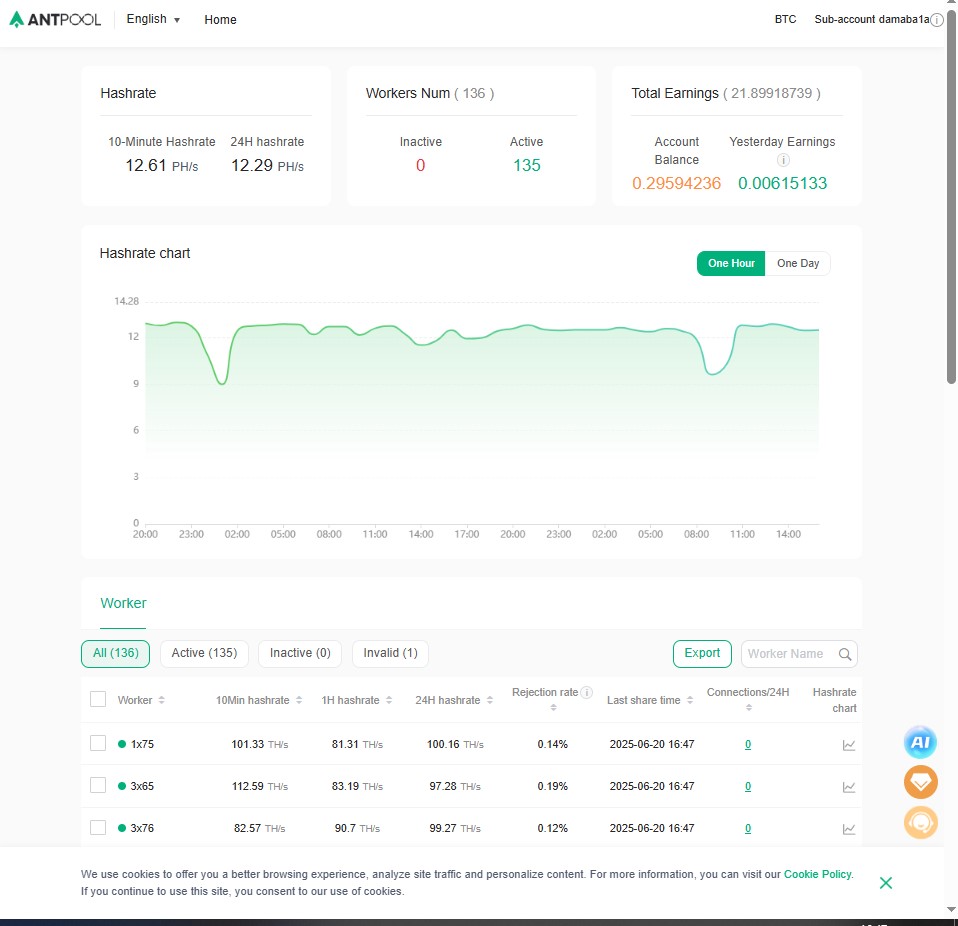 ANTPOOL English Home BTC Sub-account damaba1a
Hashrate
10-Minute Hashrate 24H hashrate
12.61 PH/s 12.29 PH/s
Workers Num ( 136 )
Inactive Active
0 135
Total Earnings ( 21.89918739 )
Account Balance
Yesterday Earnings
0.29594236 0.00615133
Hashrate chart
One Hour One Day
14.28
12
9
6
3
0
20:00 23:00 02:00 05:00 08:00 11:00 14:00 17:00 20:00 23:00 02:00 05:00 08:00 11:00 14:00
Worker
All (136) Active (135) Inactive (0) Invalid (1) Export Worker Name
Worker 10Min hashrate 1H hashrate 24H hashrate Rejection rate Last share time Connections/24H Hashrate chart
1x75 101.33 TH/s 81.31 TH/s 100.16 TH/s 0.14% 2025-06-20 16:47 0
3x65 112.59 TH/s 83.19 TH/s 97.28 TH/s 0.19% 2025-06-20 16:47 0
3x76 82.57 TH/s 90.7 TH/s 99.27 TH/s 0.12% 2025-06-20 16:47 0
AI
We use cookies to offer you a better browsing experience, analyze site traffic and personalize content. For more information, you can visit our Cookie Policy.
If you continue to use this site, you consent to our use of cookies.